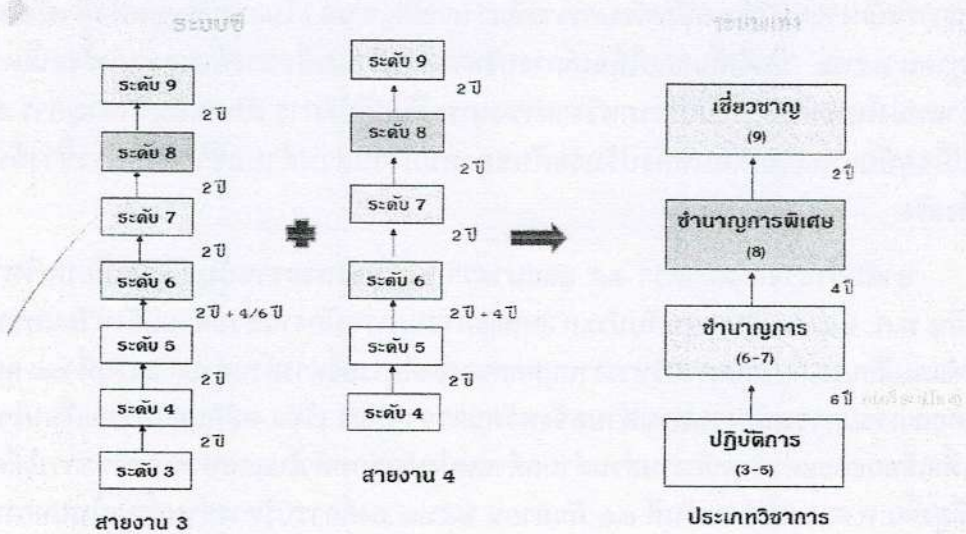 ระบบซี
ระดับ 9
2 ปี
ระดับ 8
2 ปี
ระดับ 7
2 ปี
ระดับ 6
2 ปี + 4/6 ปี
ระดับ 5
2 ปี
ระดับ 4
2 ปี
ระดับ 3
สายงาน 3
ระดับ 9
2 ปี
ระดับ 8
2 ปี
ระดับ 7
2 ปี
ระดับ 6
2 ปี + 4 ปี
ระดับ 5
2 ปี
ระดับ 4
สายงาน 4
ระบบแท่ง
เชี่ยวชาญ
(9)
2 ปี
ชำนาญการพิเศษ
(8)
4 ปี
ชำนาญการ
(6-7)
6 ปี
ปฏิบัติการ
(3-5)
ประเภทวิชาการ